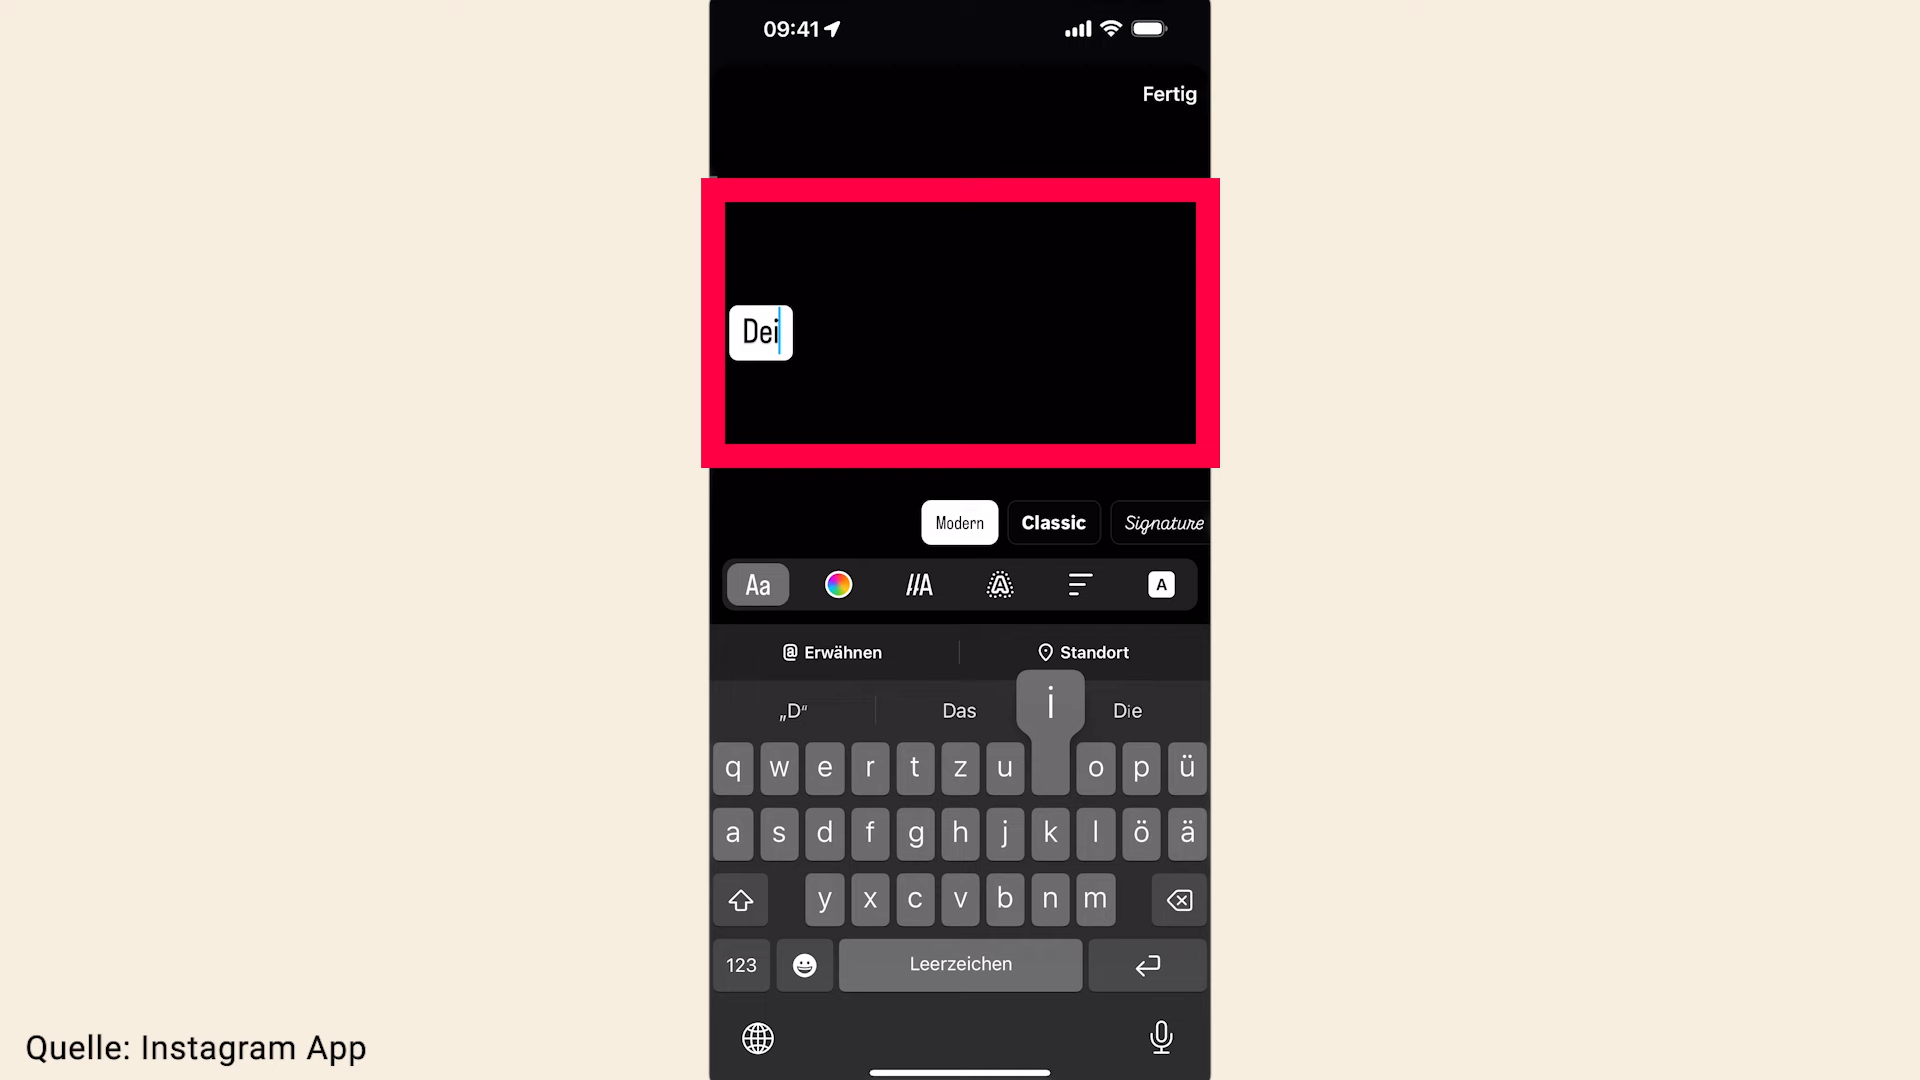 09:41
Fertig
Dei
Modern Classic Signature
Aa A A A
@ Erwähnen Standort
„D“ Das Die
i
q w e r t z u o p ü
a s d f g h j k l ö ä
y x c v b n m
123 Leerzeichen
Quelle: Instagram App